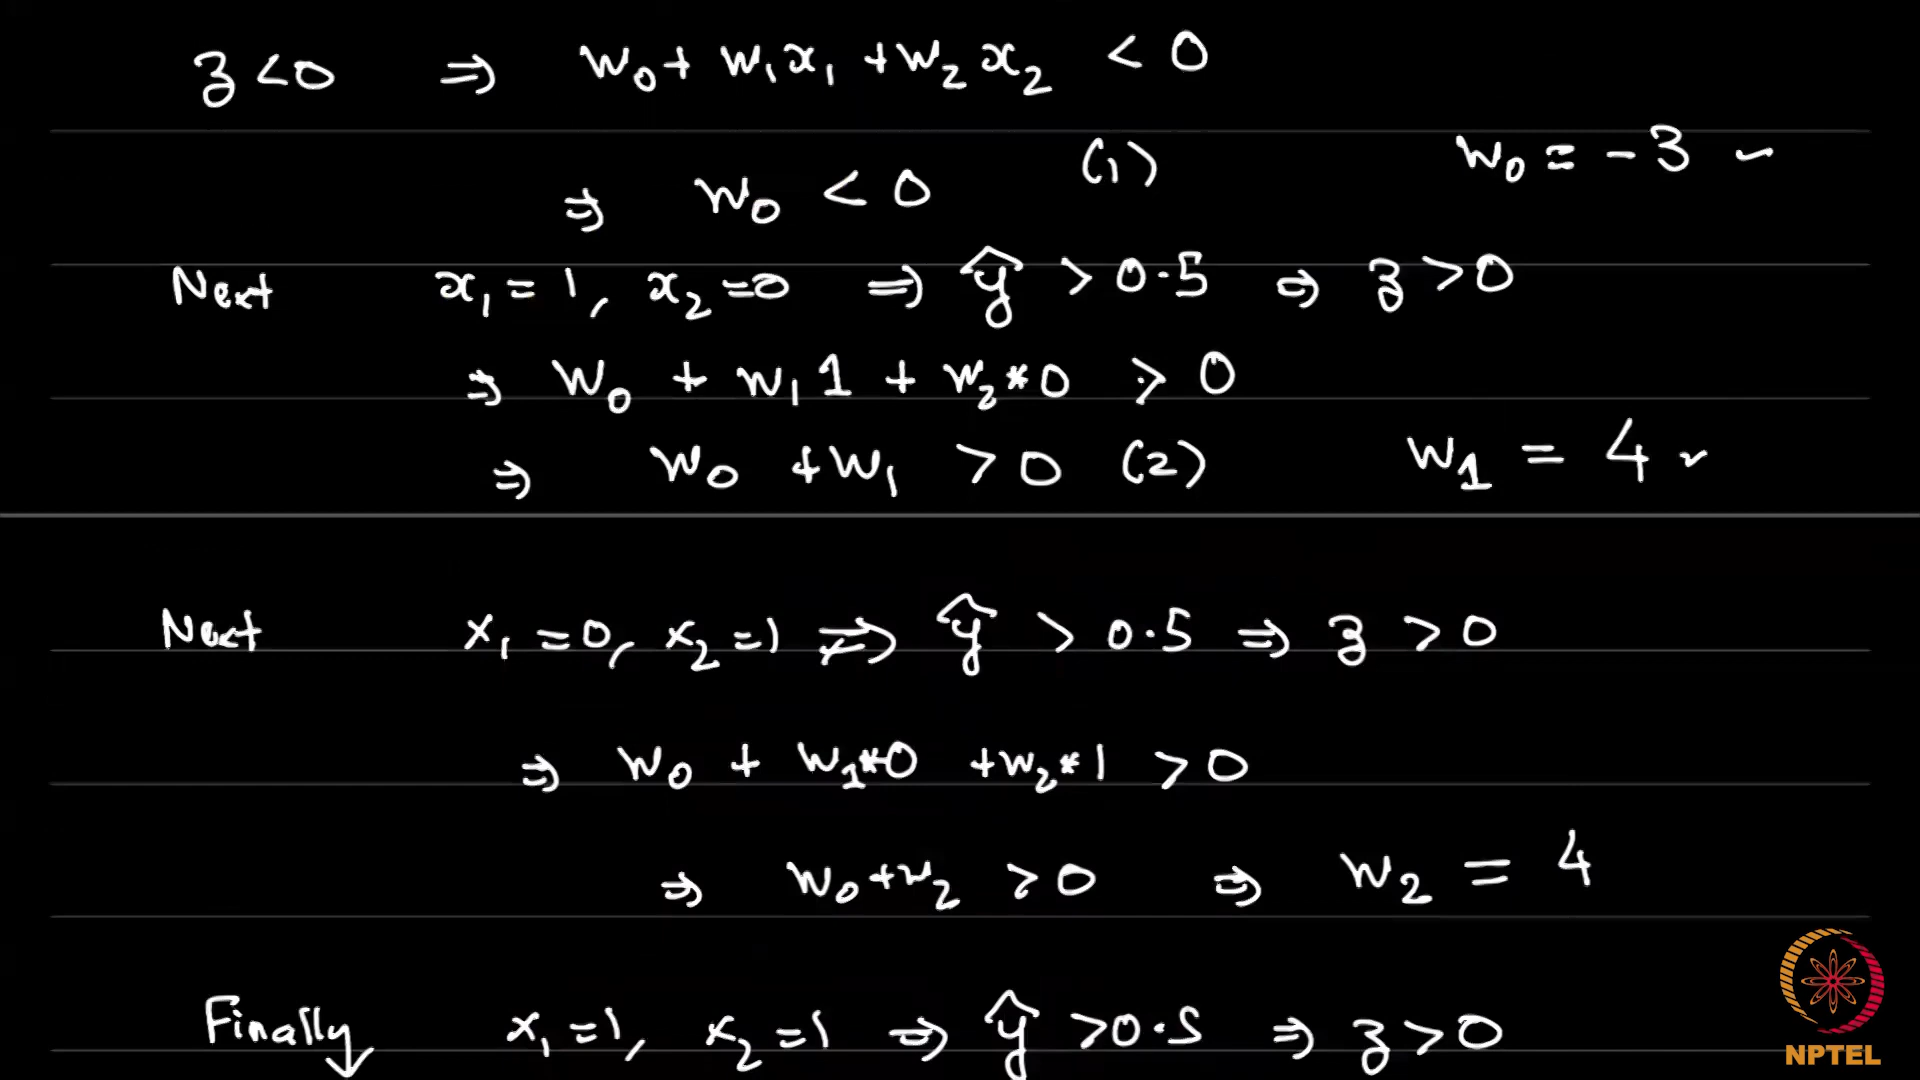 z < 0 ⇒ w₀ + w₁x₁ + w₂x₂ < 0
⇒ w₀ < 0 (1) w₀ = -3 ✓
Next x₁ = 1, x₂ = 0 ⇒ ŷ > 0.5 ⇒ z > 0
⇒ w₀ + w₁1 + w₂*0 > 0
⇒ w₀ + w₁ > 0 (2) w₁ = 4 ✓
Next x₁ = 0, x₂ = 1 ⇒ ŷ > 0.5 ⇒ z > 0
⇒ w₀ + w₁*0 + w₂*1 > 0
⇒ w₀ + w₂ > 0 ⇒ w₂ = 4
Finally x₁ = 1, x₂ = 1 ⇒ ŷ > 0.5 ⇒ z > 0
NPTEL